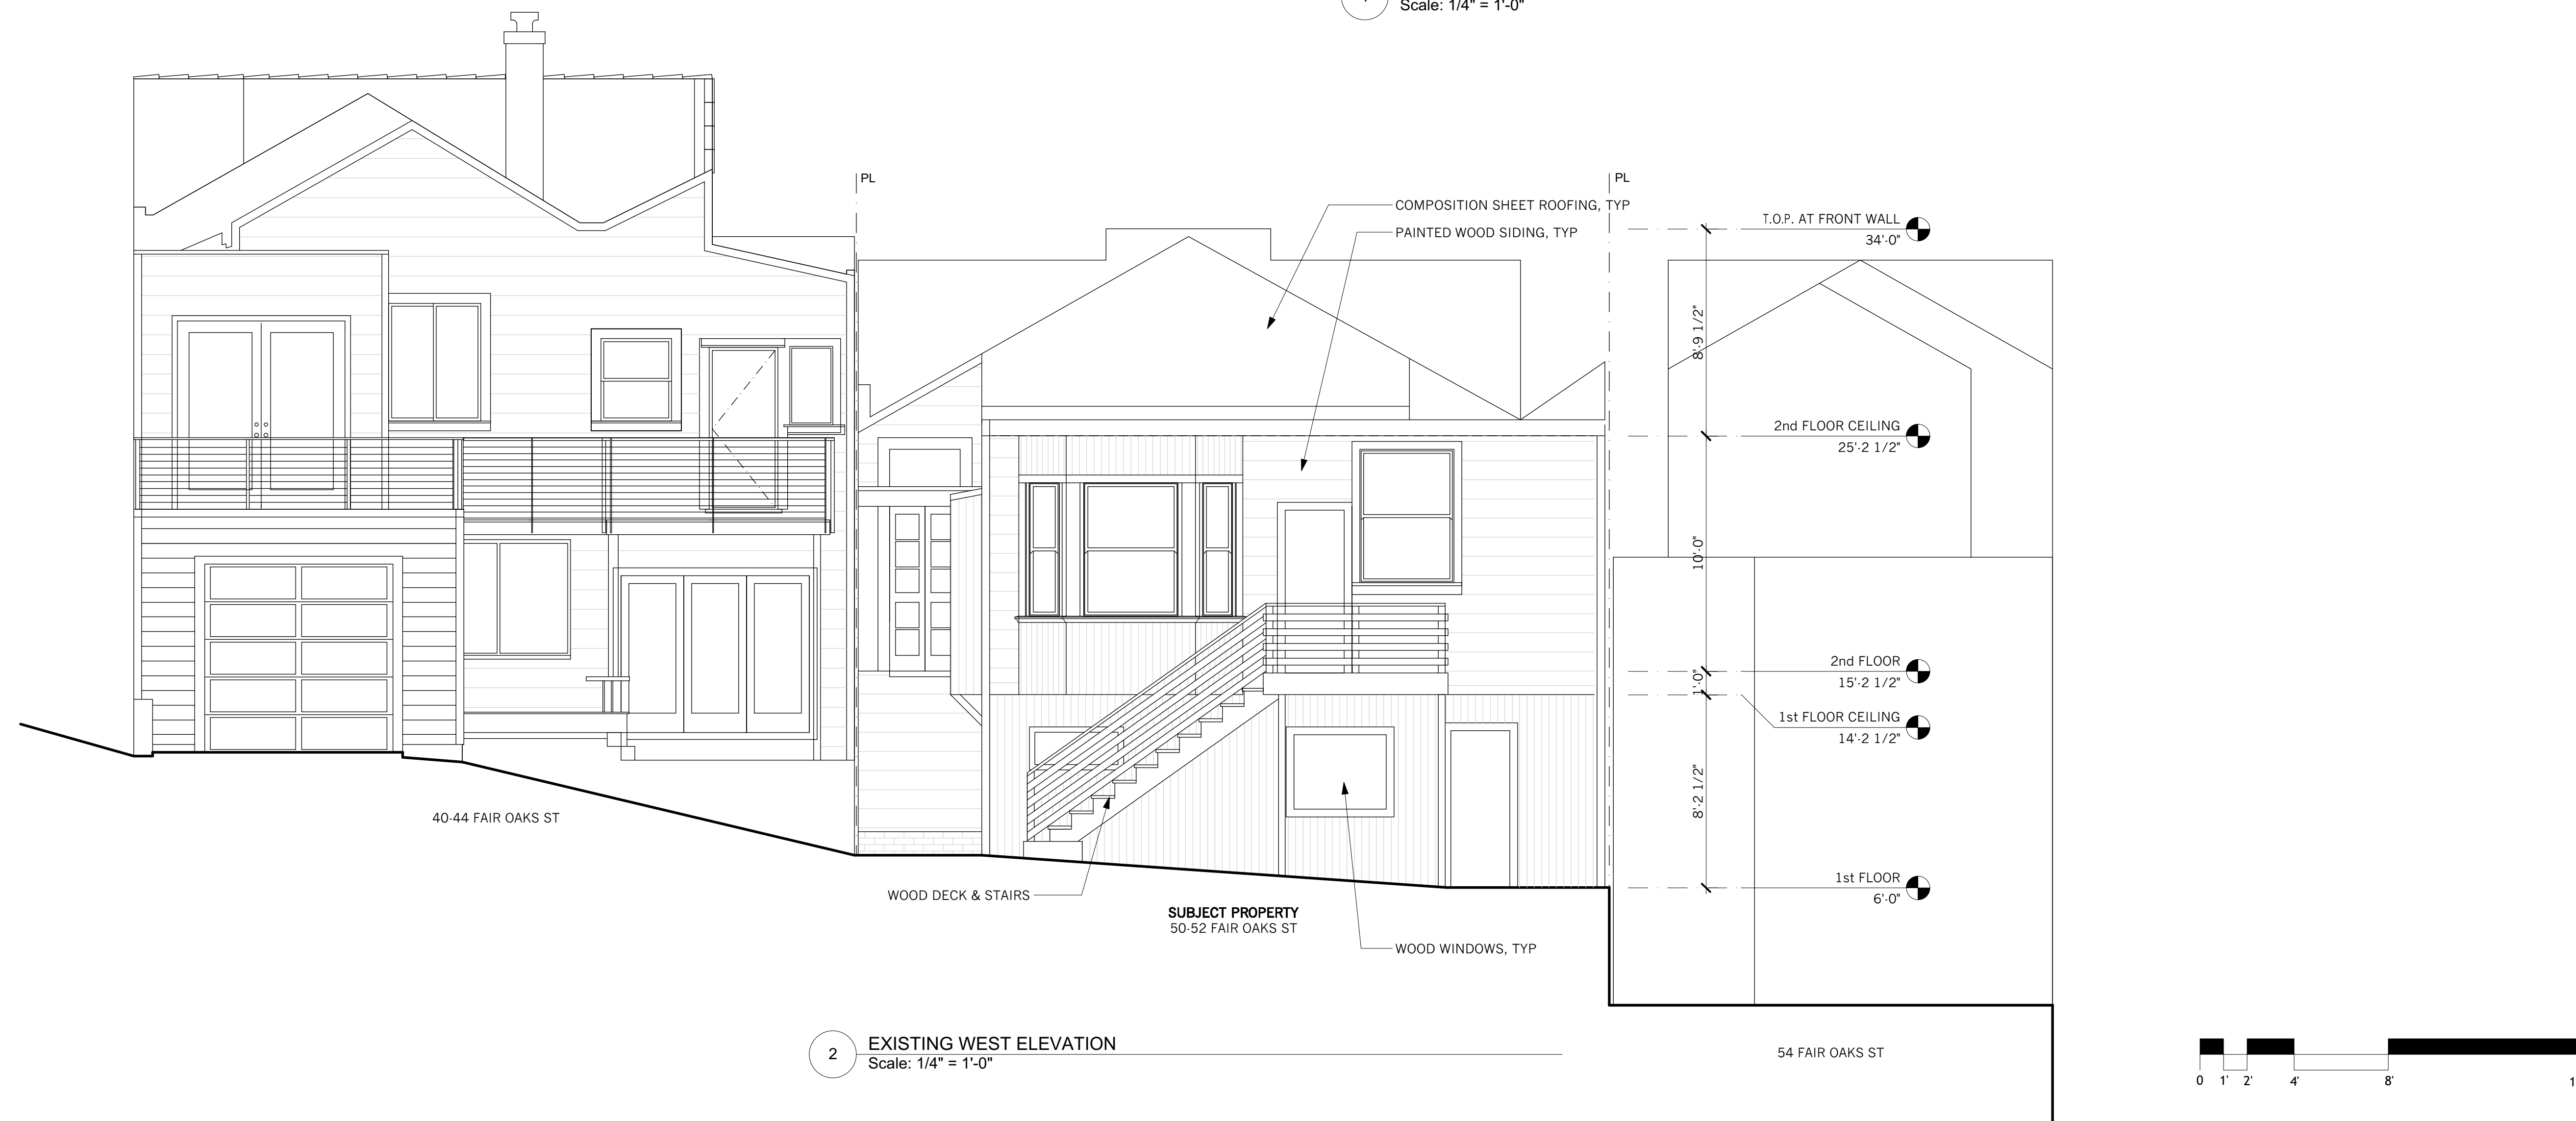 Scale: 1/4" = 1'-0"
PL
PL
COMPOSITION SHEET ROOFING, TYP
PAINTED WOOD SIDING, TYP
T.O.P. AT FRONT WALL
34'-0"
8'-9 1/2"
2nd FLOOR CEILING
25'-2 1/2"
10'-0"
2nd FLOOR
15'-2 1/2"
1'-0"
1st FLOOR CEILING
14'-2 1/2"
8'-2 1/2"
1st FLOOR
6'-0"
40-44 FAIR OAKS ST
WOOD DECK & STAIRS
SUBJECT PROPERTY
50-52 FAIR OAKS ST
WOOD WINDOWS, TYP
2
EXISTING WEST ELEVATION
Scale: 1/4" = 1'-0"
54 FAIR OAKS ST
0 1' 2' 4' 8'